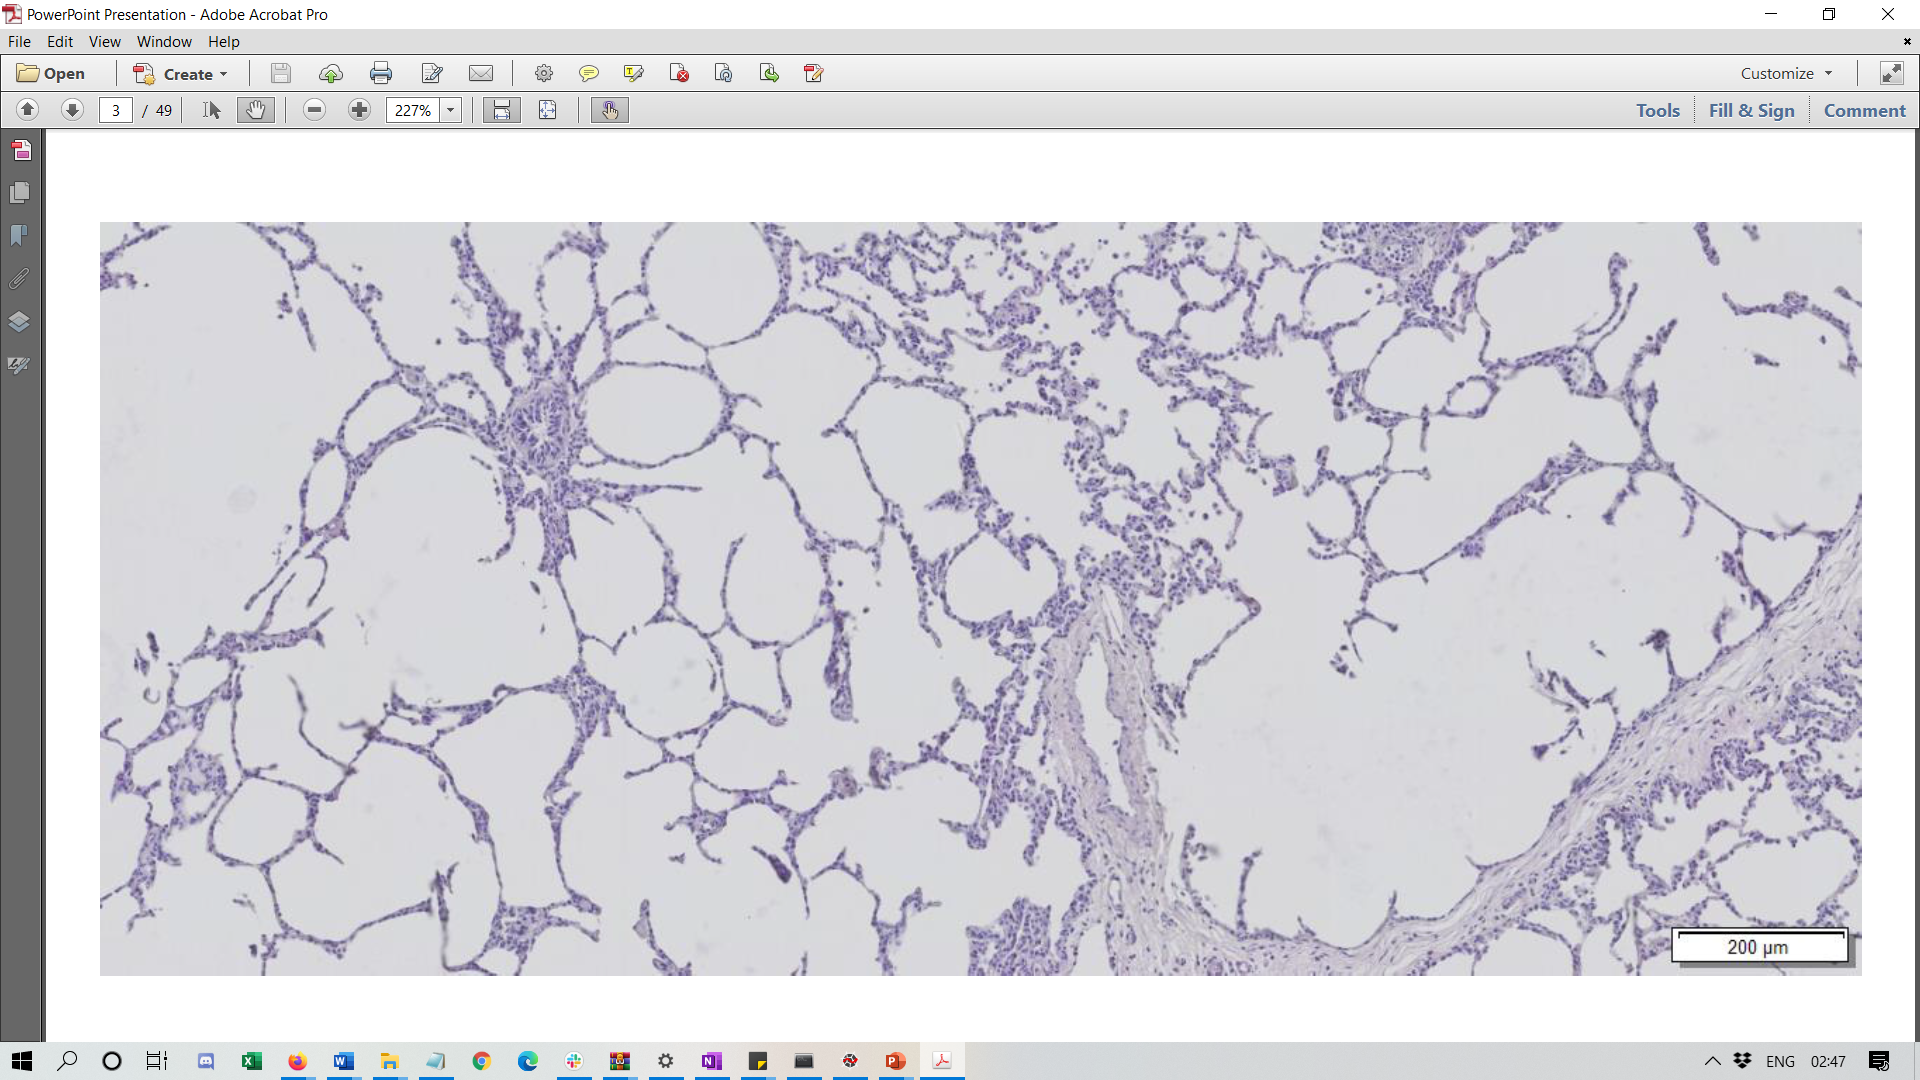 PowerPoint Presentation - Adobe Acrobat Pro
File Edit View Window Help
Open Create Customize
3 / 49 227% Tools Fill & Sign Comment
200 µm
ENG 02:47